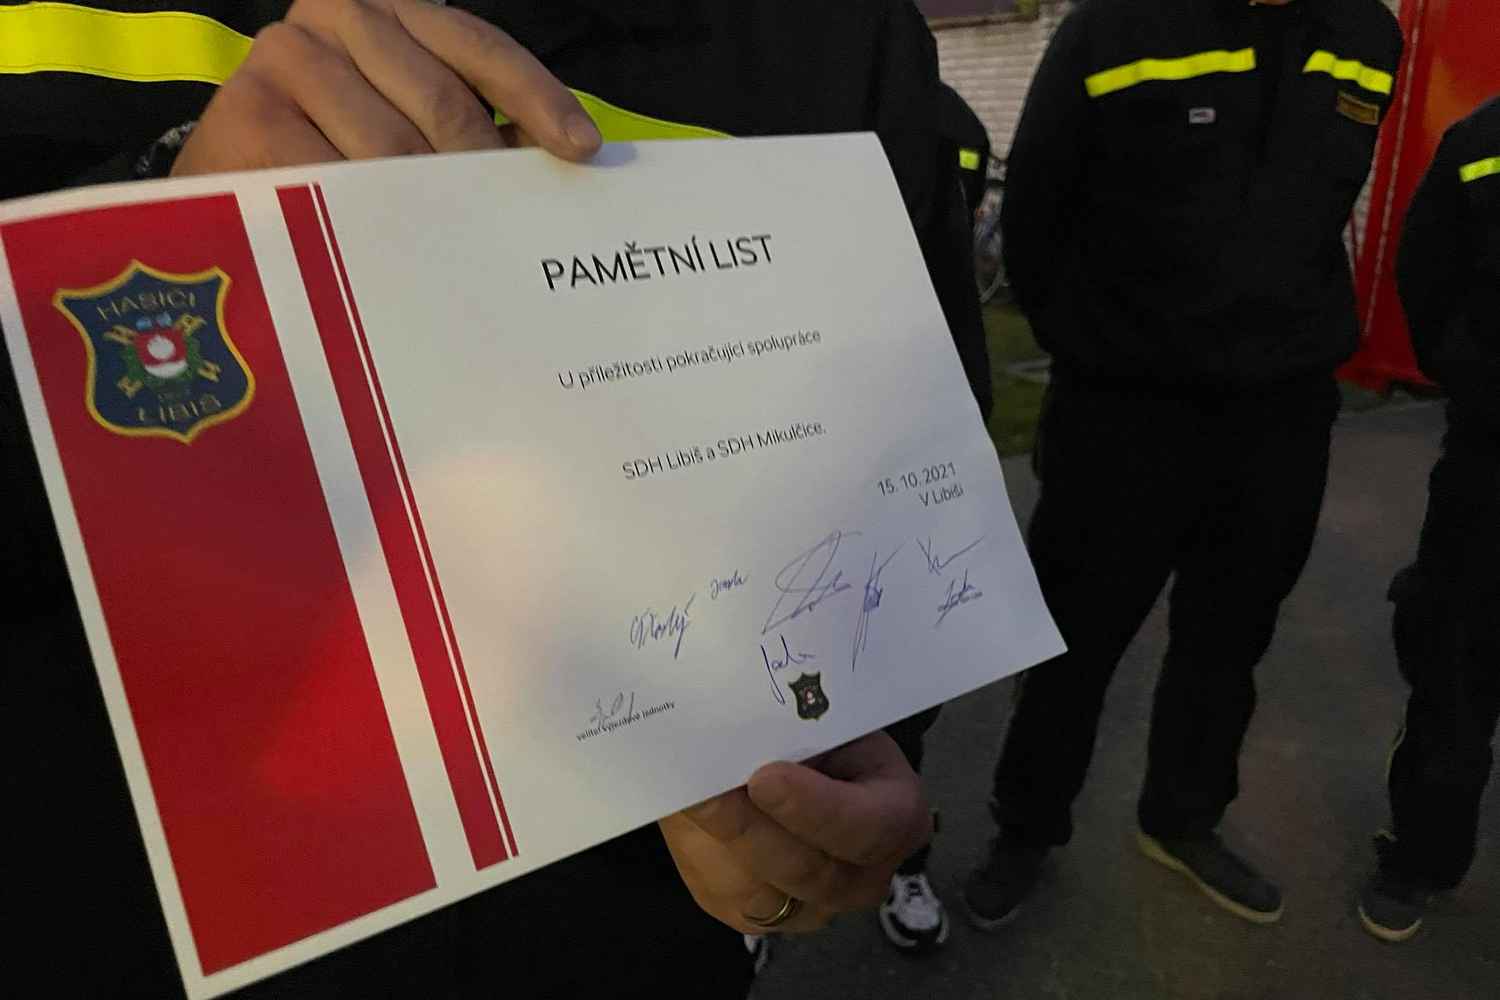 HASIČI
LIBIŠ
PAMĚTNÍ LIST
U příležitosti pokračující spolupráce
SDH Libiš a SDH Mikulčice.
15. 10. 2021
V Libiši
velitel výjezdové jednotky